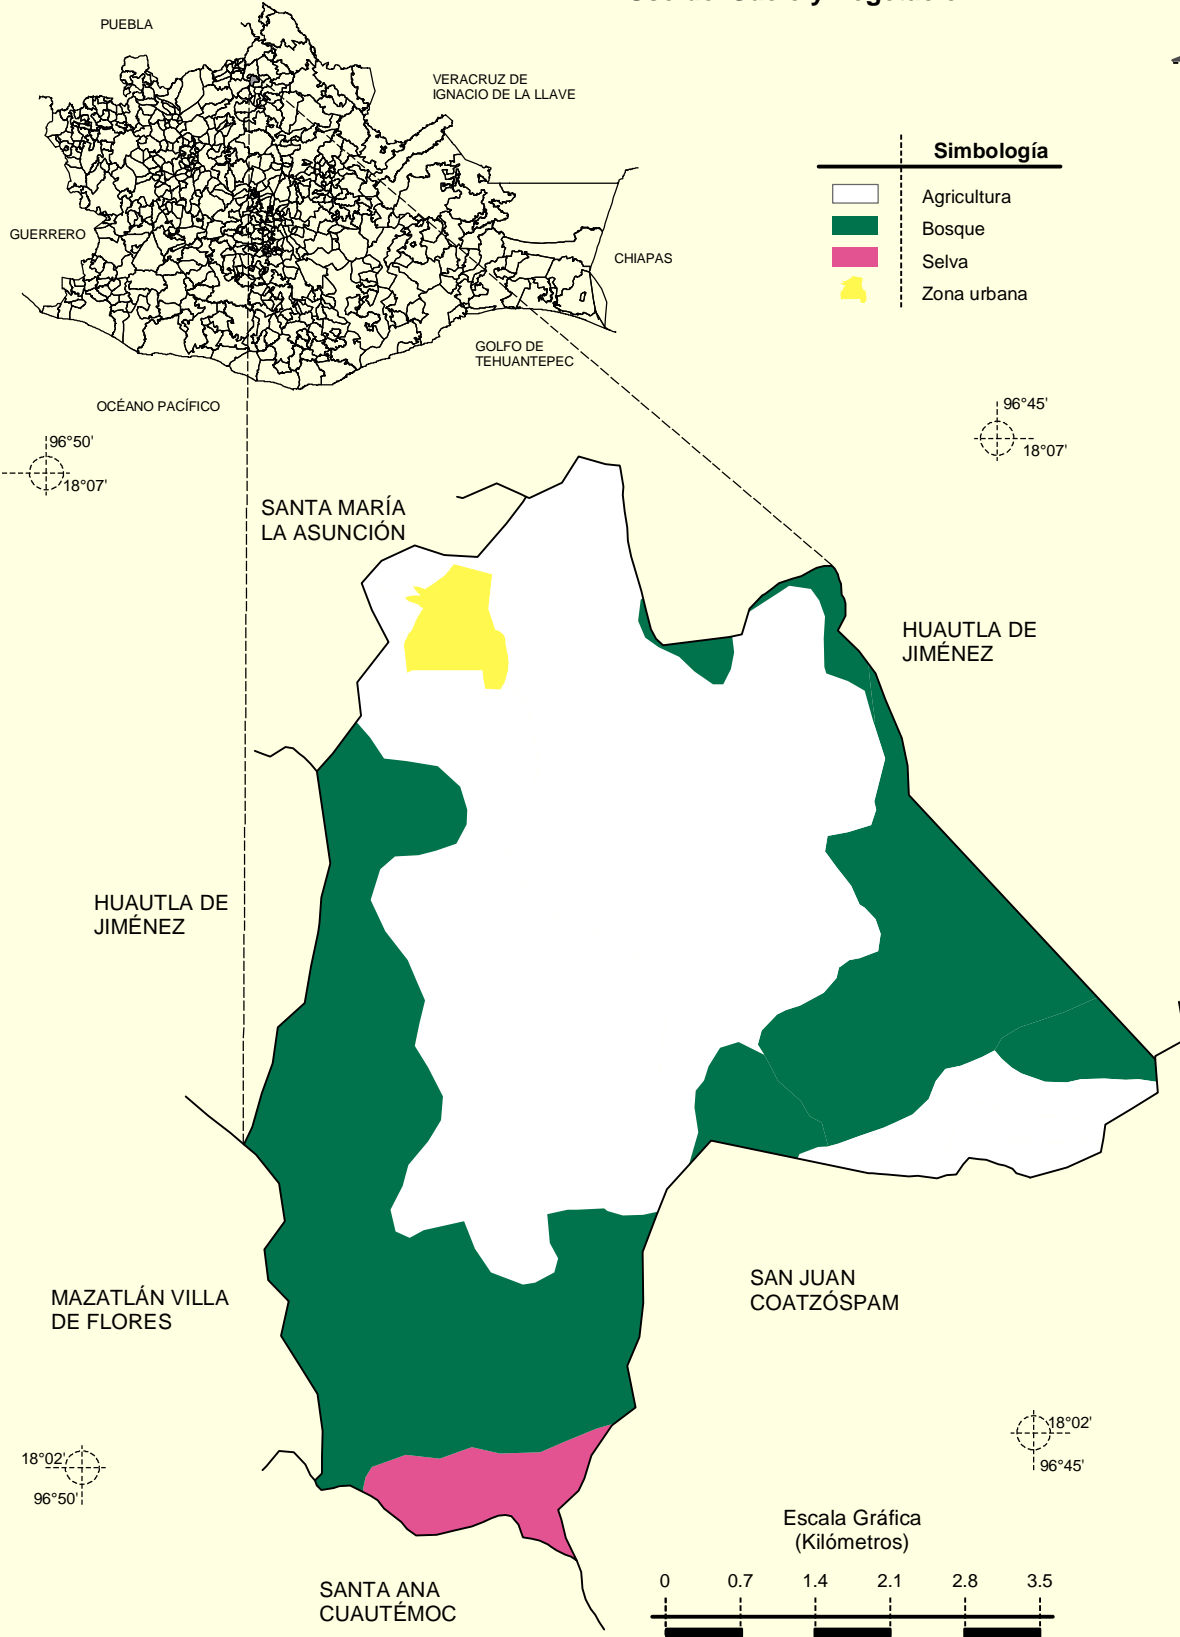 PUEBLA
VERACRUZ DE
IGNACIO DE LA LLAVE
GUERRERO
CHIAPAS
GOLFO DE
TEHUANTEPEC
OCÉANO PACÍFICO
Simbología
Agricultura
Bosque
Selva
Zona urbana
96°50'
18°07'
96°45'
18°07'
SANTA MARÍA
LA ASUNCIÓN
HUAUTLA DE
JIMÉNEZ
HUAUTLA DE
JIMÉNEZ
MAZATLÁN VILLA
DE FLORES
SAN JUAN
COATZÓSPAM
18°02'
96°50'
18°02'
96°45'
SANTA ANA
CUAUTÉMOC
Escala Gráfica
(Kilómetros)
0 0.7 1.4 2.1 2.8 3.5